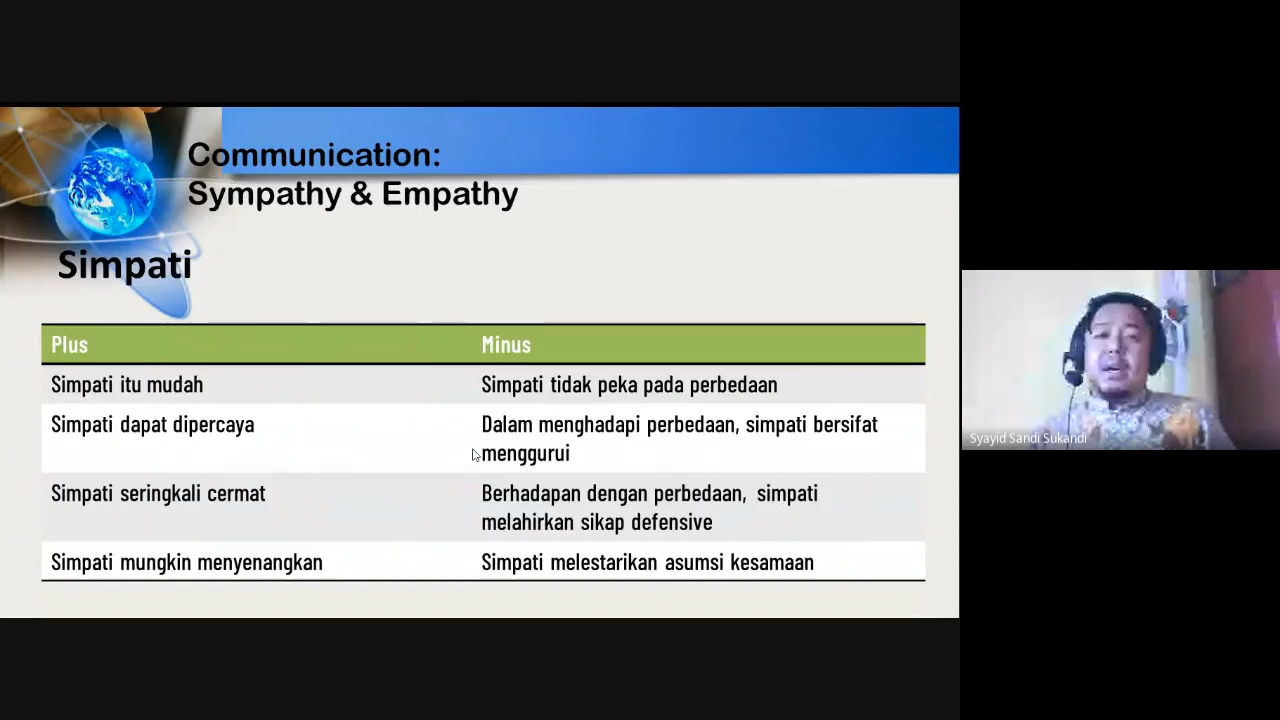 Communication:
Sympathy & Empathy
Simpati
Plus
Minus
Simpati itu mudah
Simpati tidak peka pada perbedaan
Simpati dapat dipercaya
Dalam menghadapi perbedaan, simpati bersifat
menggurui
Simpati seringkali cermat
Berhadapan dengan perbedaan, simpati
melahirkan sikap defensive
Simpati mungkin menyenangkan
Simpati melestarikan asumsi kesamaan
Syayid Sandi Sukandi